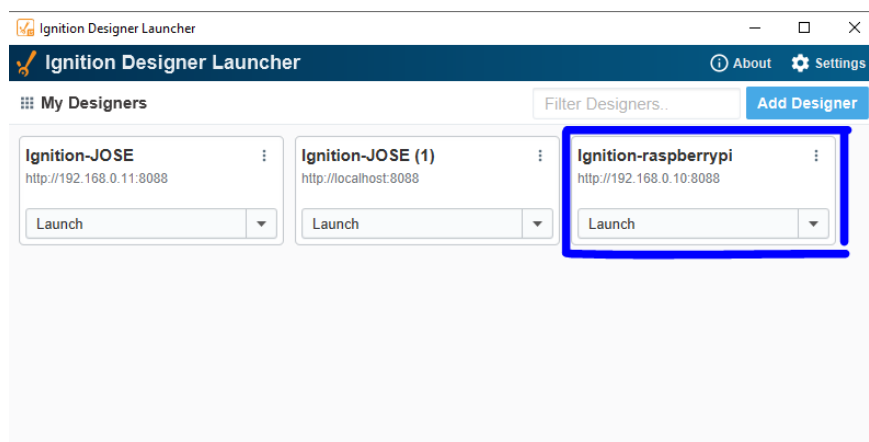 Ignition Designer Launcher
Ignition Designer Launcher
About
Settings
My Designers
Filter Designers..
Add Designer
Ignition-JOSE
http://192.168.0.11:8088
Launch
Ignition-JOSE (1)
http://localhost:8088
Launch
Ignition-raspberrypi
http://192.168.0.10:8088
Launch